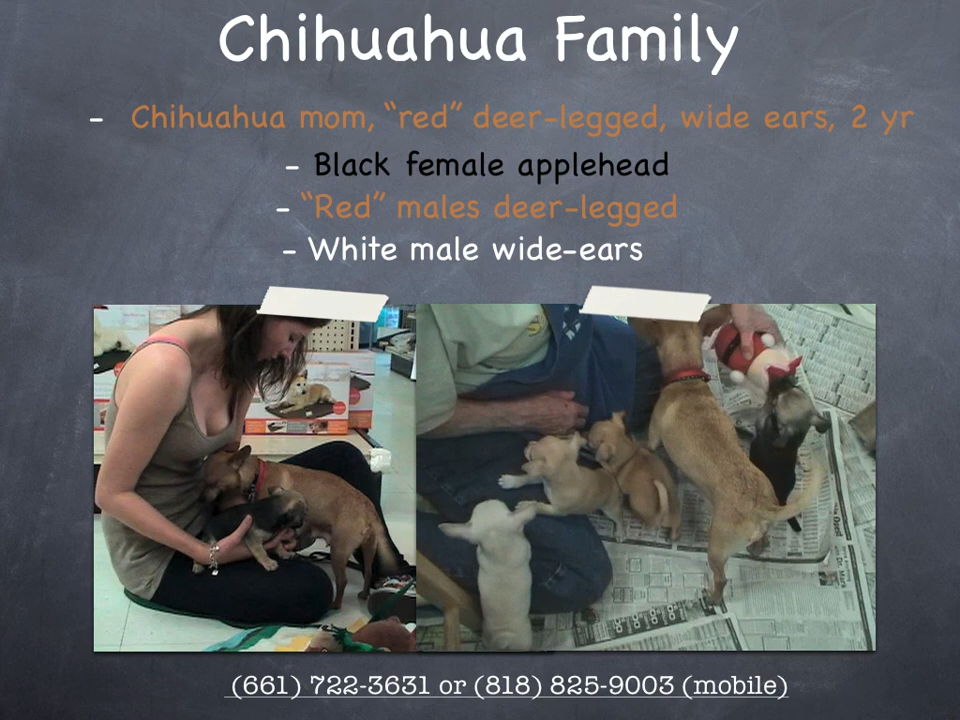 Chihuahua Family
- Chihuahua mom, “red” deer-legged, wide ears, 2 yr
- Black female applehead
- “Red” males deer-legged
- White male wide-ears
(661) 722-3631 or (818) 825-9003 (mobile)